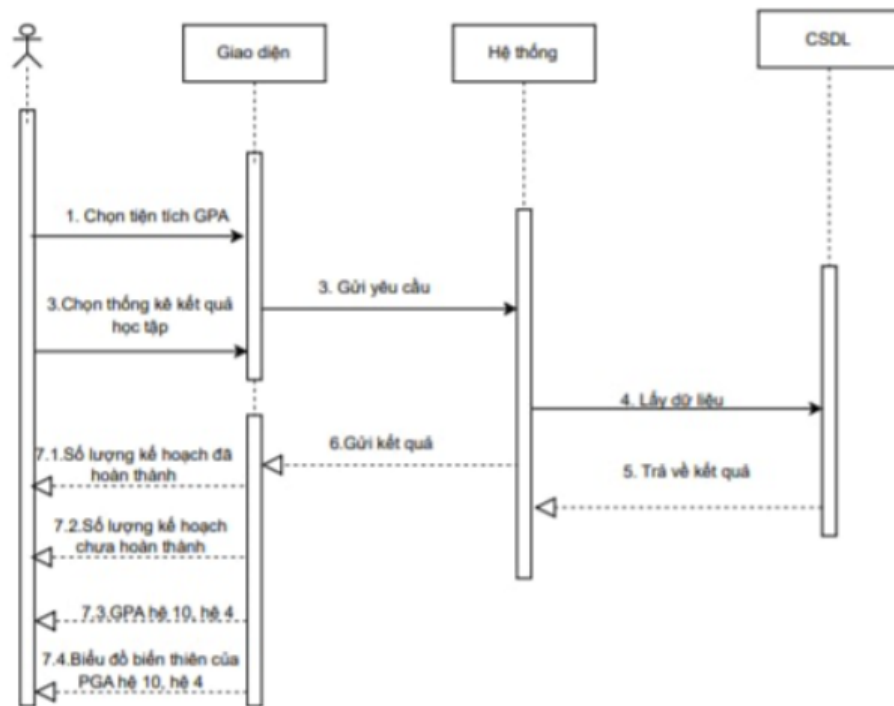 Giao diện
Hệ thống
CSDL
1. Chọn tiện tích GPA
3.Chọn thống kê kết quả
học tập
3. Gửi yêu cầu
4. Lấy dữ liệu
6.Gửi kết quả
5. Trả về kết quả
7.1.Số lượng kế hoạch đã
hoàn thành
7.2.Số lượng kế hoạch
chưa hoàn thành
7.3.GPA hệ 10, hệ 4
7.4.Biểu đồ biến thiên của
PGA hệ 10, hệ 4